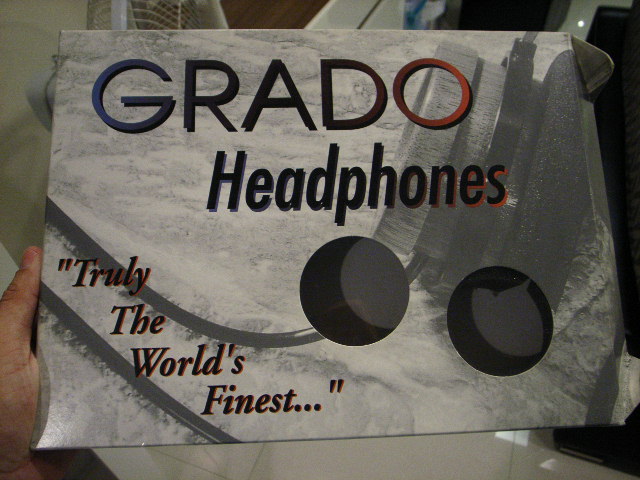 GRADO
Headphones
"Truly
The
World's
Finest..."